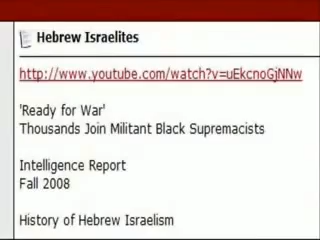 Hebrew Israelites
http://www.youtube.com/watch?v=uEkcnoGjNNw
'Ready for War'
Thousands Join Militant Black Supremacists
Intelligence Report
Fall 2008
History of Hebrew Israelism